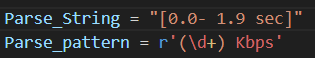 Parse_String = "[0.0- 1.9 sec]"
Parse_pattern = r'(\d+) Kbps'